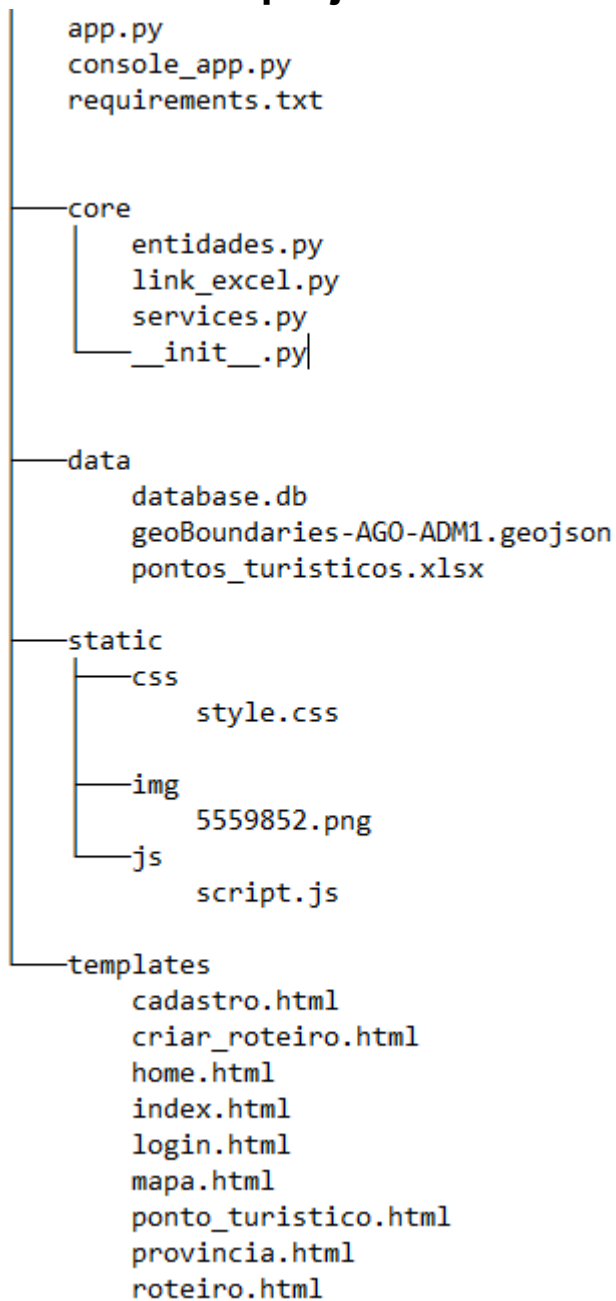 app.py
console_app.py
requirements.txt
core
entidades.py
link_excel.py
services.py
__init__.py
data
database.db
geoBoundaries-AGO-ADM1.geojson
pontos_turisticos.xlsx
static
css
style.css
img
5559852.png
js
script.js
templates
cadastro.html
criar_roteiro.html
home.html
index.html
login.html
mapa.html
ponto_turistico.html
provincia.html
roteiro.html